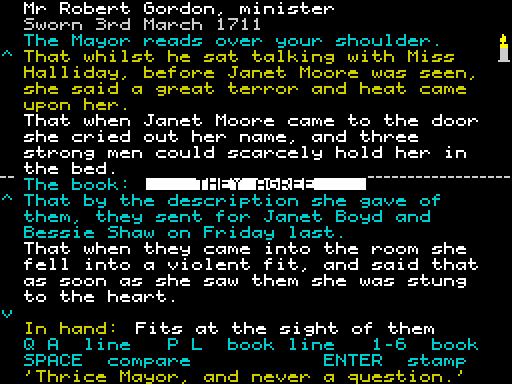 Mr Robert Gordon, minister
Sworn 3rd March 1711
The Mayor reads over your shoulder.
^ That whilst he sat talking with Miss
Halliday, before Janet Moore was seen,
she said a great terror and heat came
upon her.
That when Janet Moore came to the door
she cried out her name, and three
strong men could scarcely hold her in
the bed.
The book: THEY AGREE
^ That by the description she gave of
them, they sent for Janet Boyd and
Bessie Shaw on Friday last.
That when they came into the room she
fell into a violent fit, and said that
as soon as she saw them she was stung
to the heart.
v
In hand: Fits at the sight of them
Q A line P L book line 1-6 book
SPACE compare ENTER stamp
'Thrice Mayor, and never a question.'